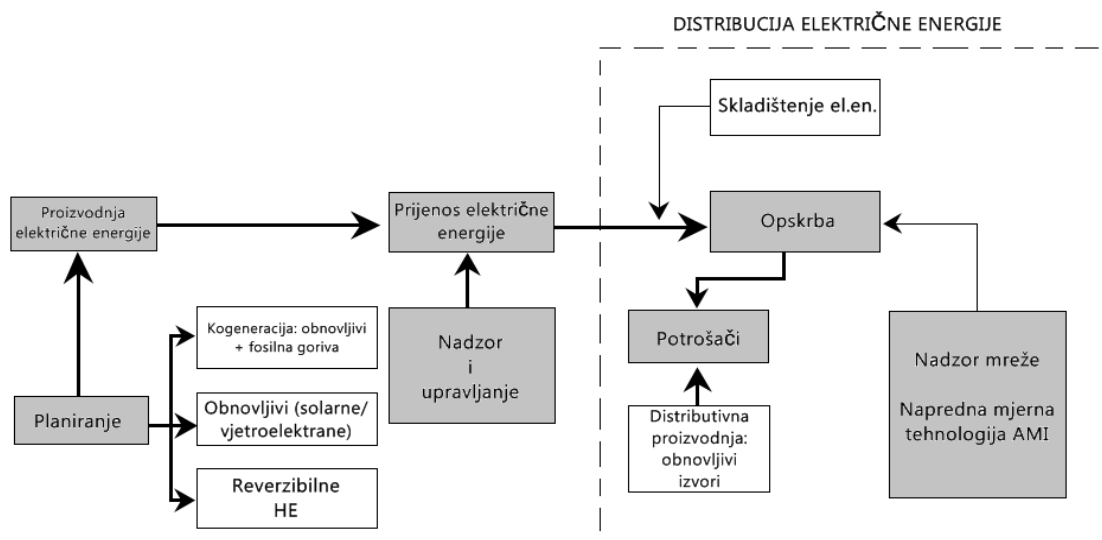 DISTRIBUCIJA ELEKTRIČNE ENERGIJE
Skladištenje el.en.
Proizvodnja
električne energije
Prijenos električne
energije
Opskrba
Kogeneracija: obnovljivi
+ fosilna goriva
Nadzor
i
upravljanje
Potrošači
Nadzor mreže
Napredna mjerna
tehnologija AMI
Planiranje
Obnovljivi (solarne/
vjetroelektrane)
Distributivna
proizvodnja:
obnovljivi
izvori
Reverzibilne
HE